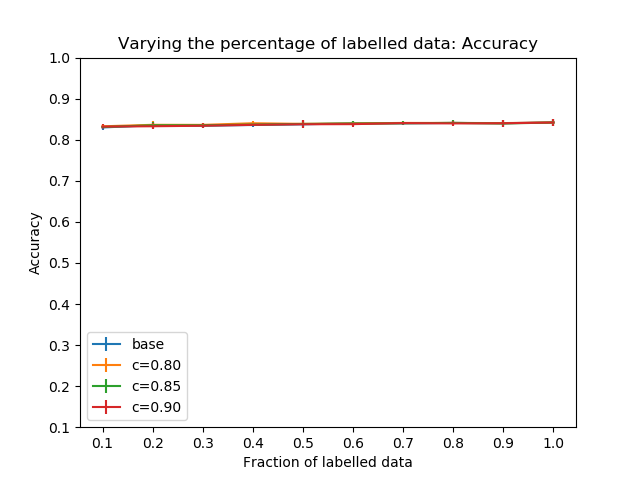 Varying the percentage of labelled data: Accuracy
1.0
0.9
0.8
0.7
0.6
0.5
0.4
0.3
0.2
0.1
Accuracy
base
c=0.80
c=0.85
c=0.90
0.1 0.2 0.3 0.4 0.5 0.6 0.7 0.8 0.9 1.0
Fraction of labelled data